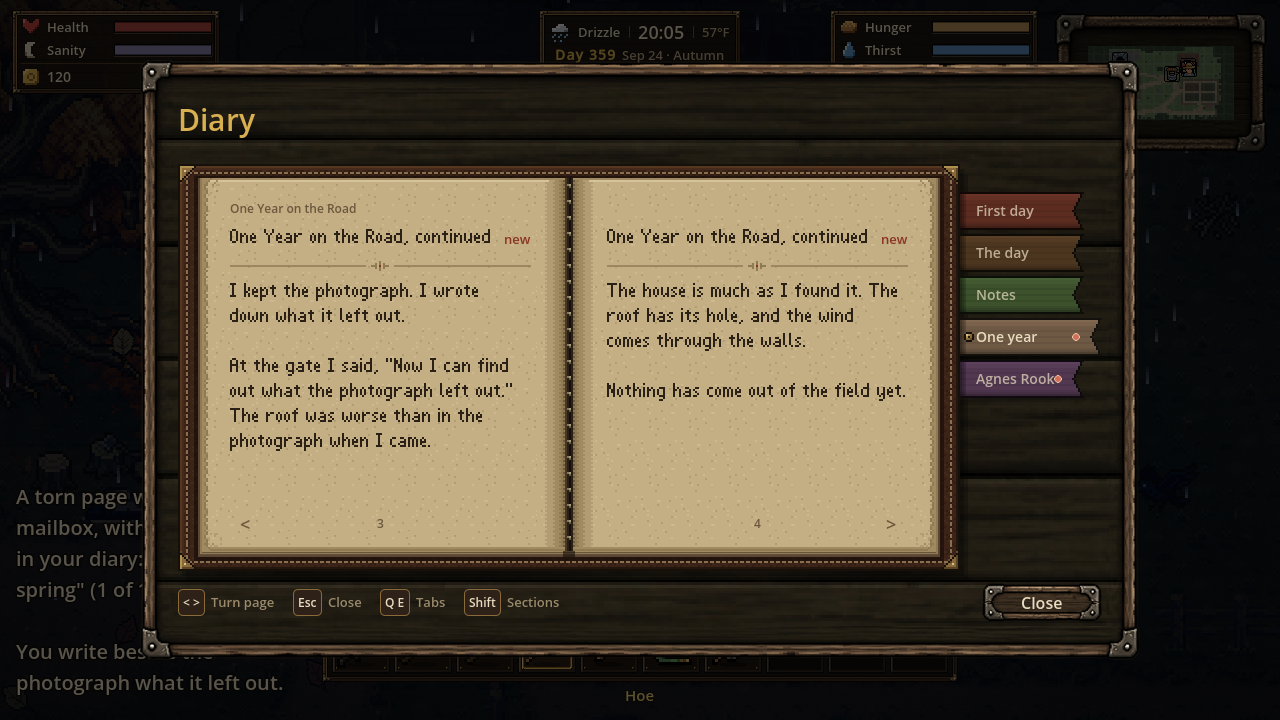 Health
Sanity
120
Drizzle
20:05
57°F
Day 359 Sep 24 · Autumn
Hunger
Thirst
Diary
One Year on the Road
One Year on the Road, continued new
I kept the photograph. I wrote
down what it left out.
At the gate I said, "Now I can find
out what the photograph left out."
The roof was worse than in the
photograph when I came.
< 3
One Year on the Road, continued new
The house is much as I found it. The
roof has its hole, and the wind
comes through the walls.
Nothing has come out of the field yet.
4 >
First day
The day
Notes
One year
Agnes Rook
A torn page
mailbox, with
in your diary:
spring" (1 of
You write
the
photograph what it left out.
< > Turn page
Esc Close
Q E Tabs
Shift Sections
Close
Hoe